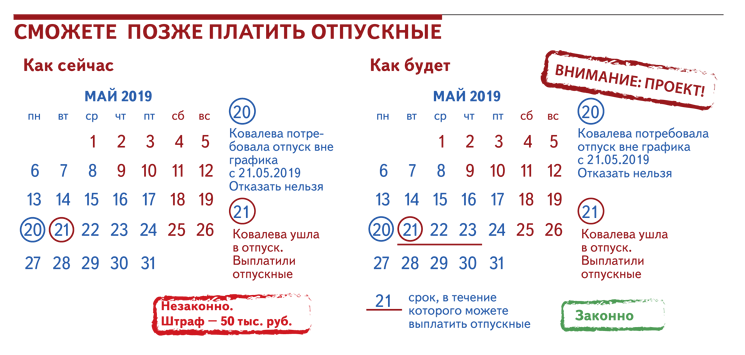 СМОЖЕТЕ ПОЗЖЕ ПЛАТИТЬ ОТПУСКНЫЕ
Как сейчас
МАЙ 2019
пн вт ср чт пт сб вс
1 2 3 4 5
6 7 8 9 10 11 12
13 14 15 16 17 18 19
20 21 22 23 24 25 26
27 28 29 30 31
20
Ковалева потре-
бовала отпуск вне
графика
с 21.05.2019
Отказать нельзя
21
Ковалева ушла
в отпуск.
Выплатили
отпускные
Незаконно.
Штраф — 50 тыс. руб.
Как будет
ВНИМАНИЕ: ПРОЕКТ!
МАЙ 2019
пн вт ср чт пт сб вс
1 2 3 4 5
6 7 8 9 10 11 12
13 14 15 16 17 18 19
20 21 22 23 24 25 26
27 28 29 30 31
20
Ковалева потребовала
отпуск вне графика
с 21.05.2019
Отказать нельзя
21
Ковалева ушла
в отпуск.
Выплатили
отпускные
21 срок, в течение
которого можете
выплатить отпускные
Законно